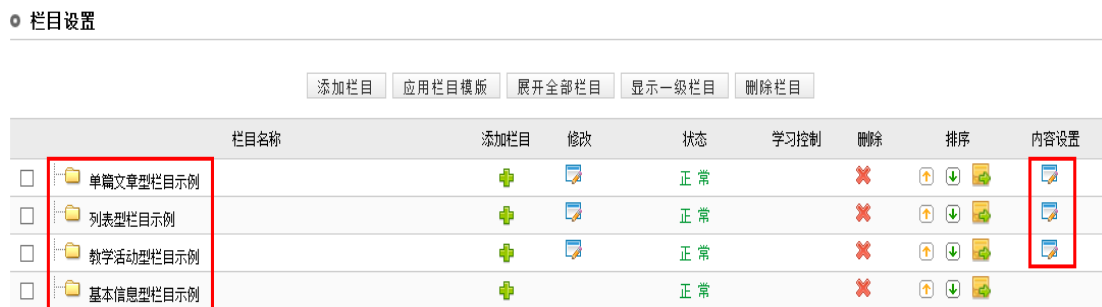 栏目设置
添加栏目 应用栏目模版 展开全部栏目 显示一级栏目 删除栏目
栏目名称 添加栏目 修改 状态 学习控制 删除 排序 内容设置
单篇文章型栏目示例 正常
列表型栏目示例 正常
教学活动型栏目示例 正常
基本信息型栏目示例 正常